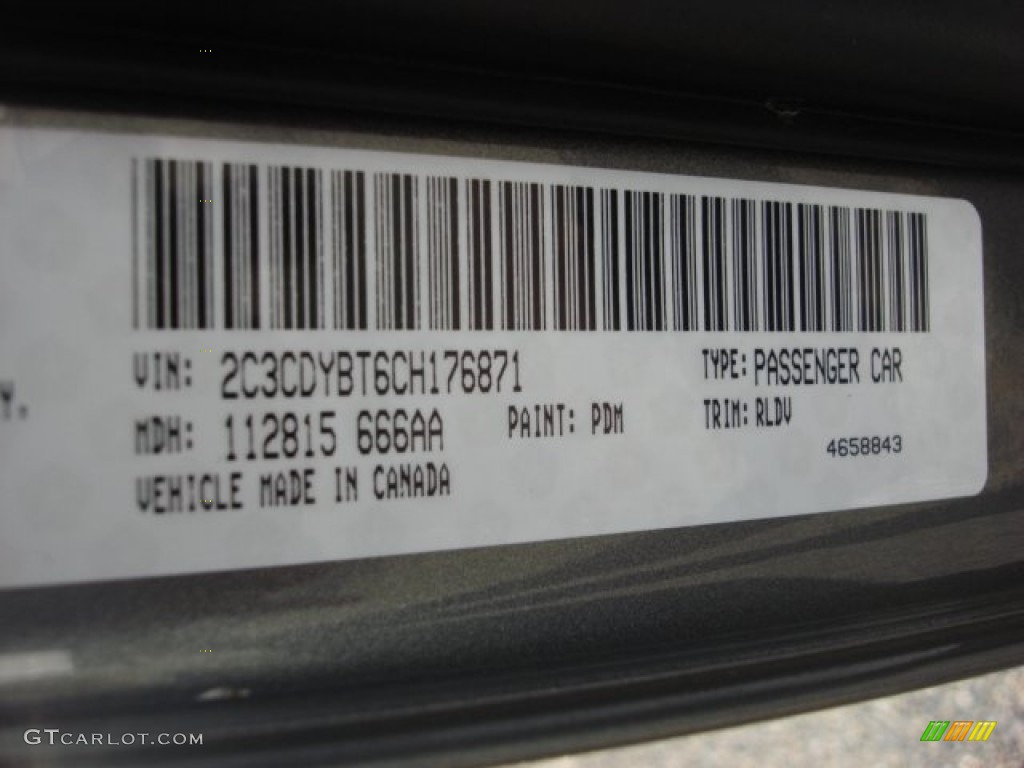 VIN: 2C3CDYBT6CH176871 TYPE: PASSENGER CAR
Y. MDH: 112815 666AA PAINT: PDM TRIM: RLDV
4658843
VEHICLE MADE IN CANADA
GTCARLOT.COM